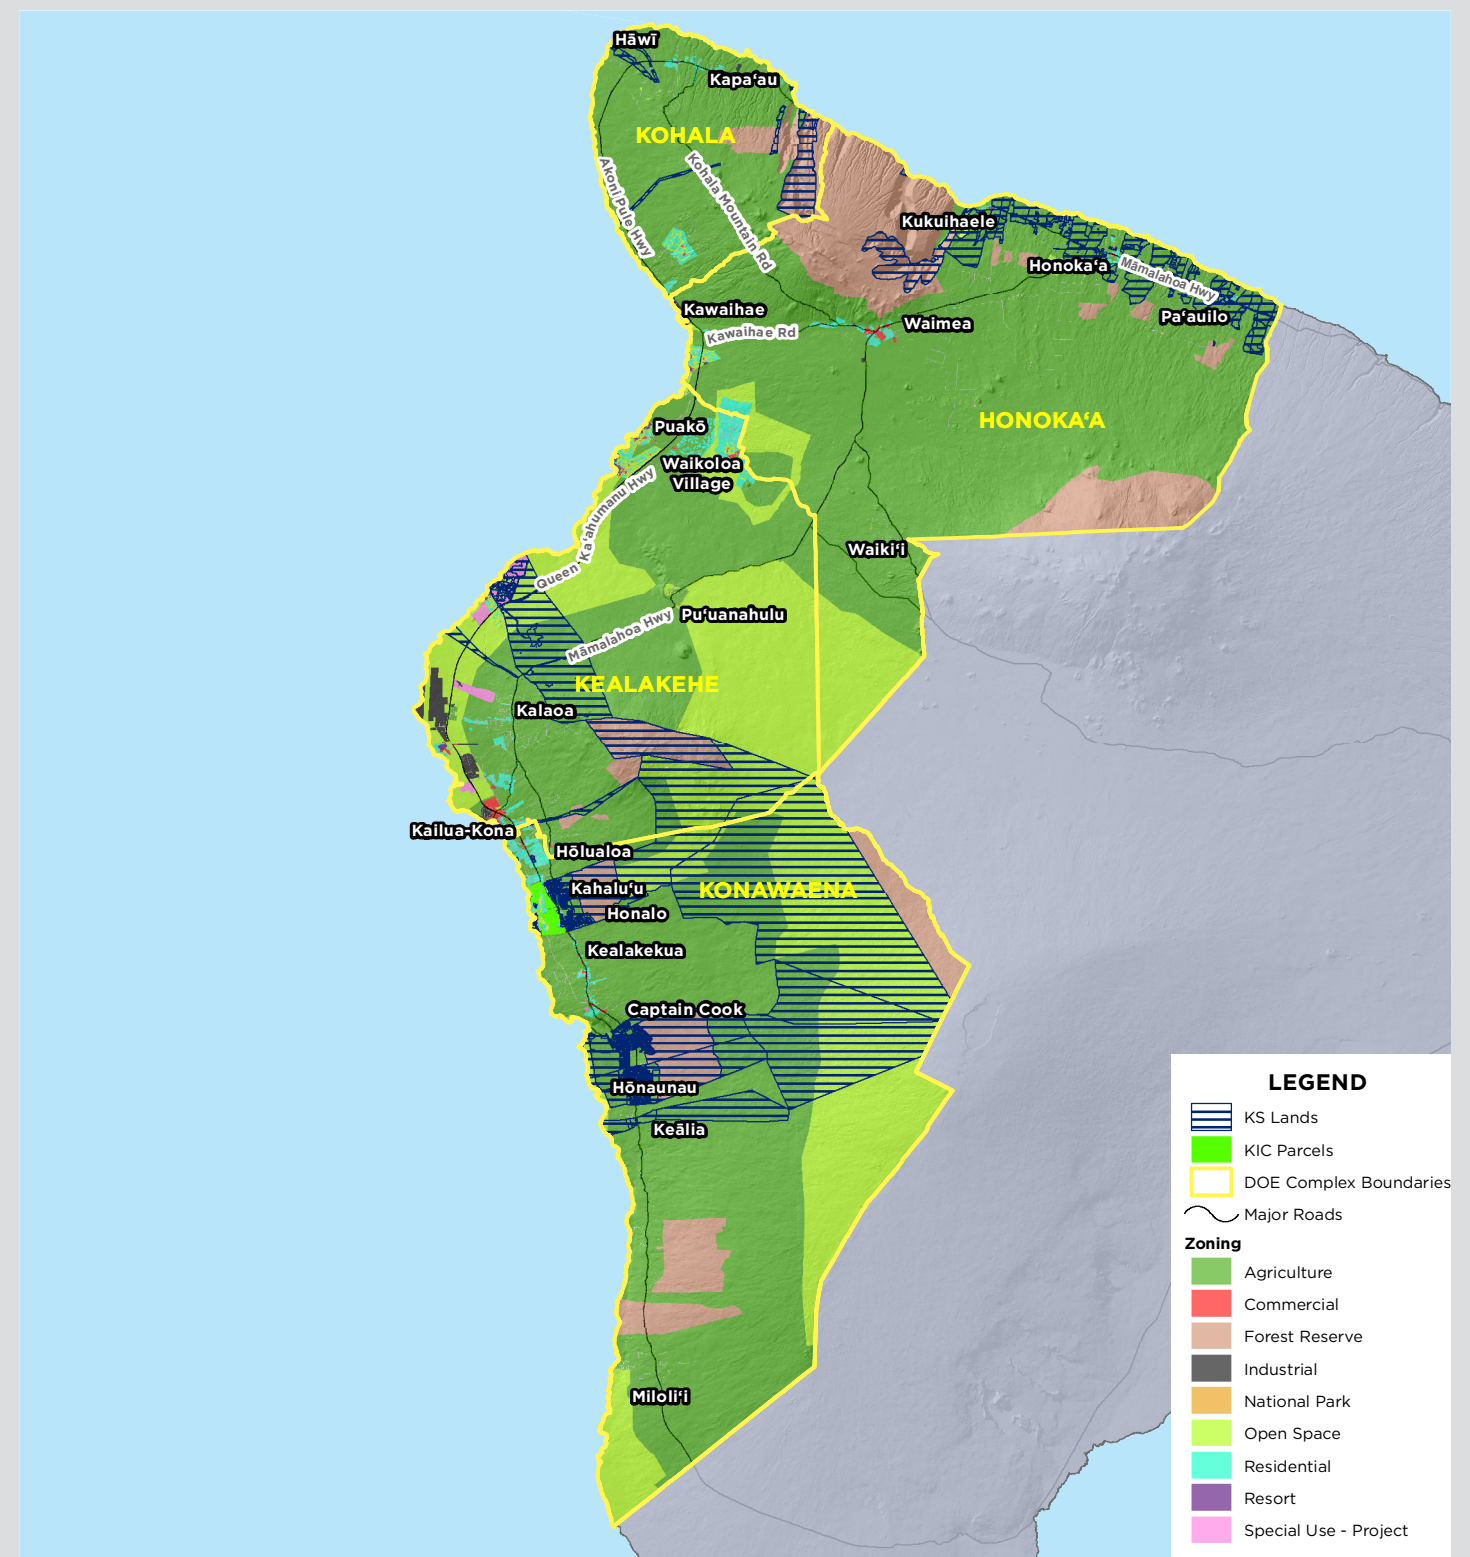 Hāwī
Kapaʻau
KOHALA
Akoni Pule Hwy
Kohala Mountain Rd
Kukuihaele
Honokaʻa
Māmalahoa Hwy
Kawaihae
Paʻauilo
Waimea
Kawaihae Rd
HONOKAʻA
Puakō
Waikoloa
Village
Queen Kaʻahumanu Hwy
Waikiʻi
Puʻuanahulu
Māmalahoa Hwy
KEALAKEHE
Kalaoa
Kailua-Kona
Hōlualoa
Kahaluʻu
KONAWAENA
Honalo
Kealakekua
Captain Cook
Hōnaunau
Keālia
Miloliʻi
LEGEND
KS Lands
KIC Parcels
DOE Complex Boundaries
Major Roads
Zoning
Agriculture
Commercial
Forest Reserve
Industrial
National Park
Open Space
Residential
Resort
Special Use - Project